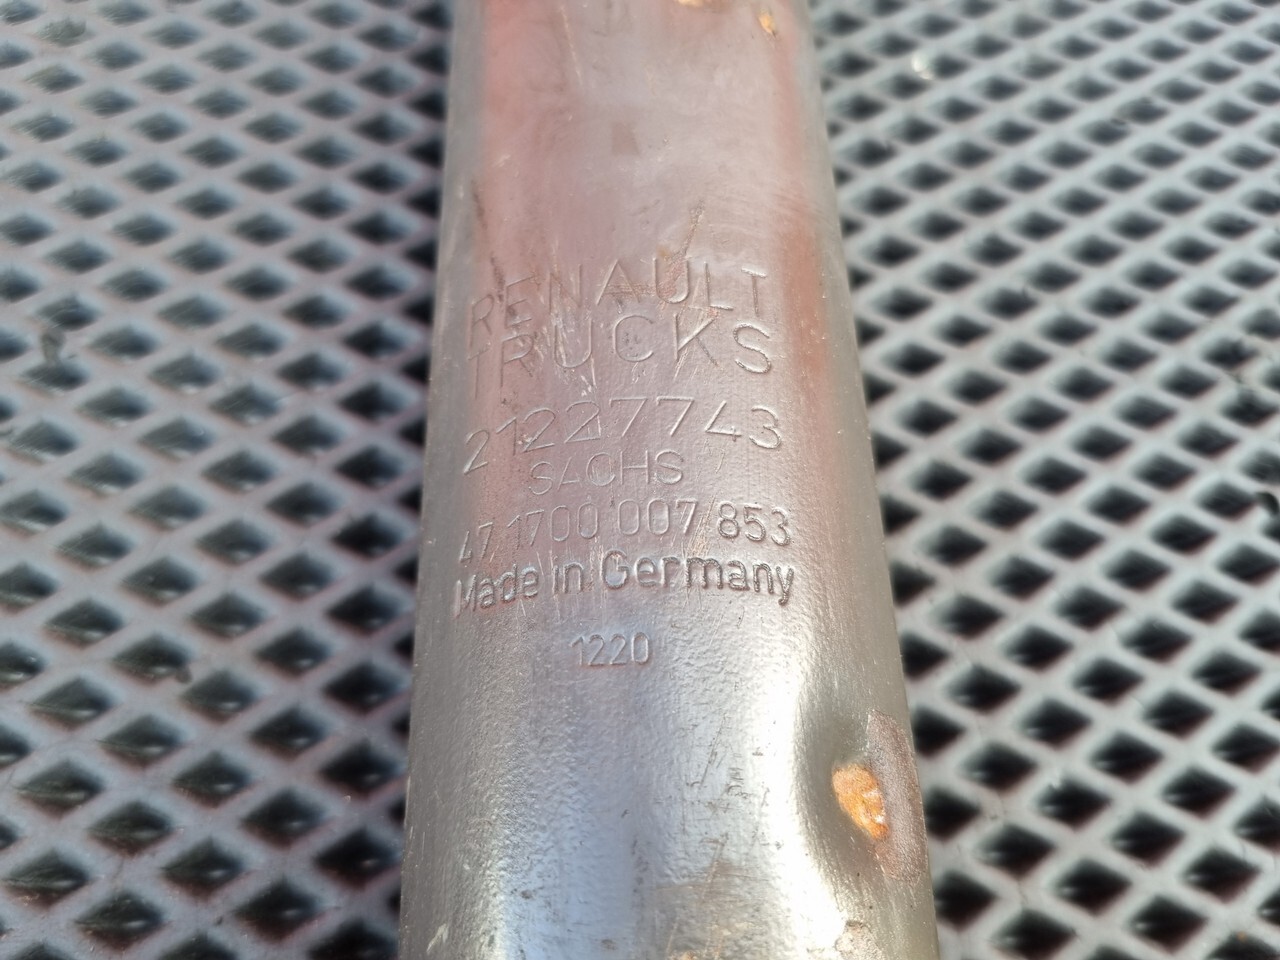 RENAULT
TRUCKS
21227743
SACHS
47 1700 007/853
Made in Germany
1220